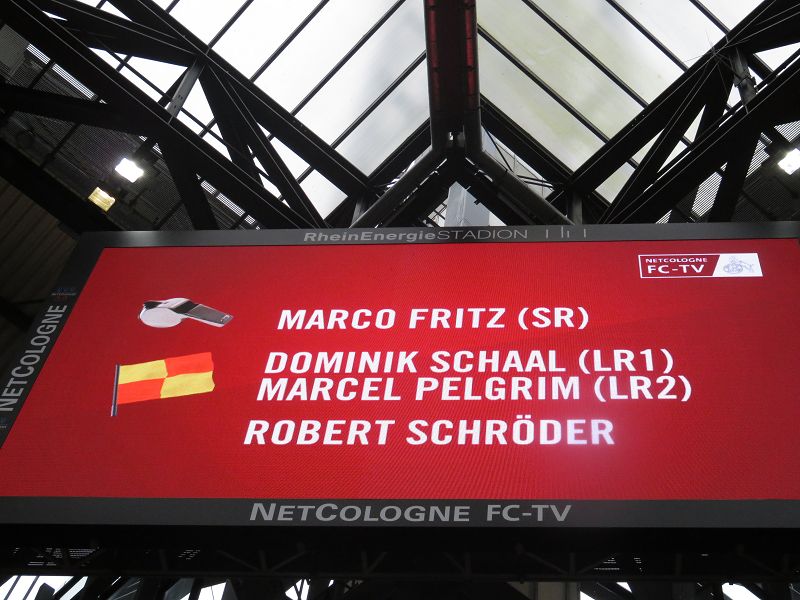 RheinEnergieSTADION
NETCOLOGNE
FC-TV
NETCOLOGNE
MARCO FRITZ (SR)
DOMINIK SCHAAL (LR1)
MARCEL PELGRIM (LR2)
ROBERT SCHRÖDER
NETCOLOGNE FC-TV